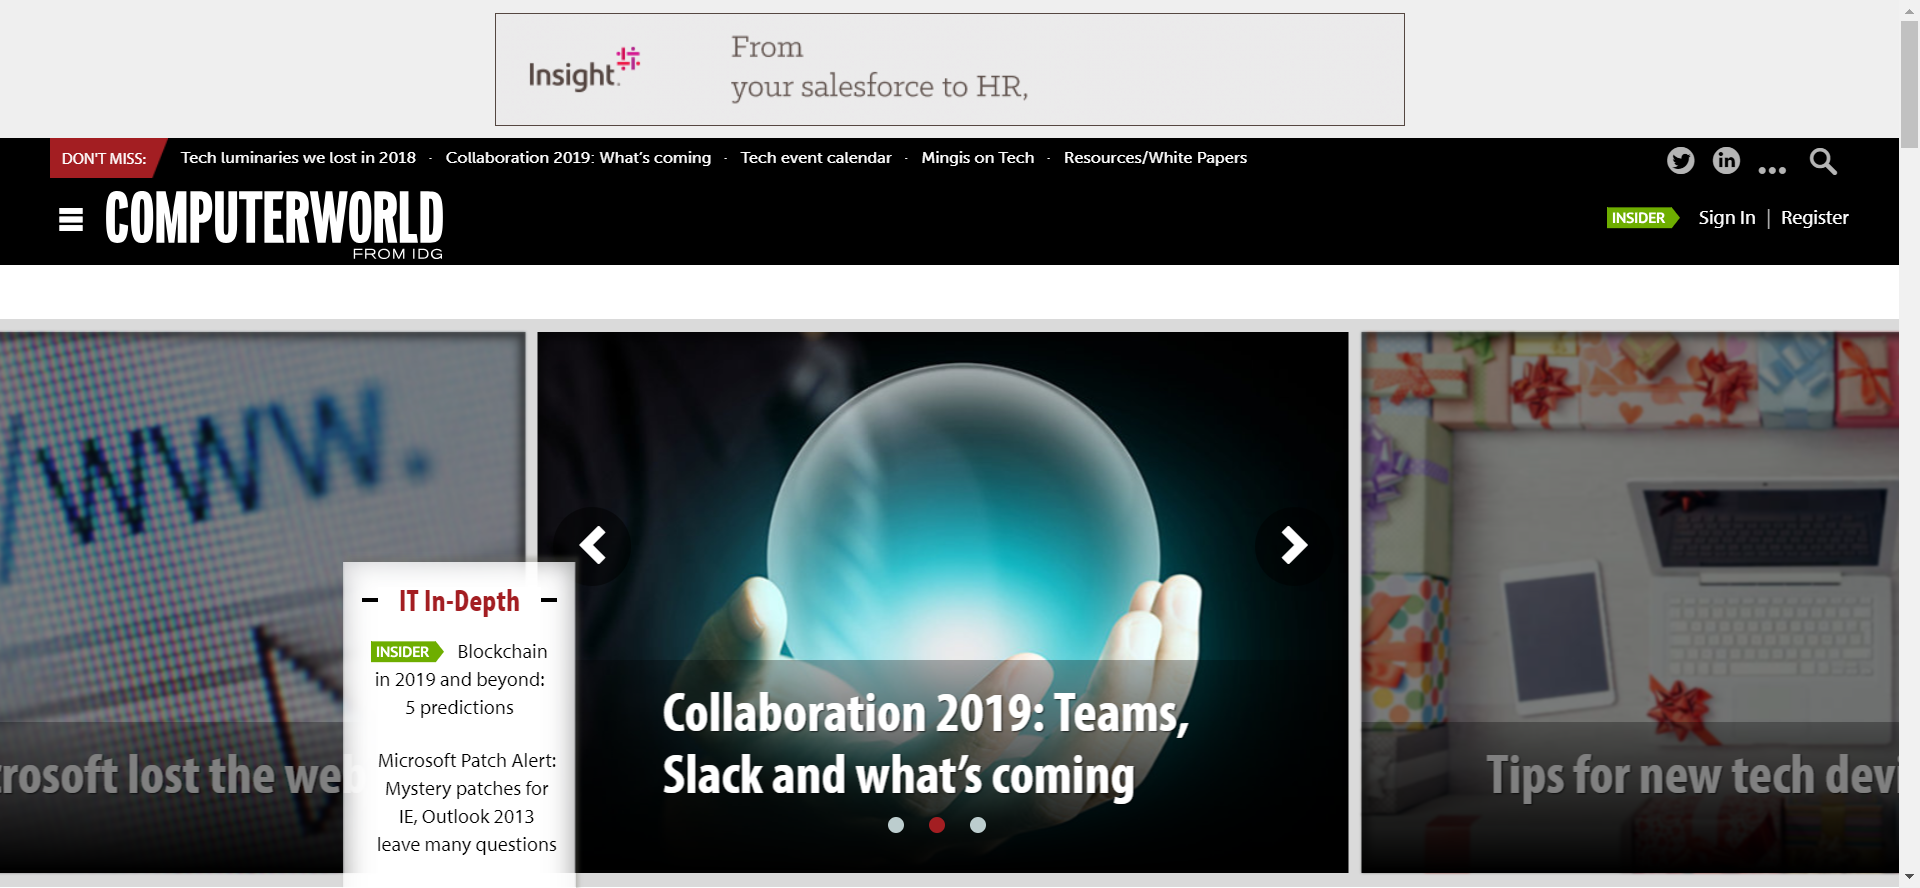 Insight.
From
your salesforce to HR,
DON'T MISS:
Tech luminaries we lost in 2018 · Collaboration 2019: What's coming · Tech event calendar · Mingis on Tech · Resources/White Papers
COMPUTERWORLD
FROM IDG
INSIDER Sign In | Register
www.
rosoft lost the web
IT In-Depth
INSIDER Blockchain
in 2019 and beyond:
5 predictions
Microsoft Patch Alert:
Mystery patches for
IE, Outlook 2013
leave many questions
Collaboration 2019: Teams,
Slack and what's coming
Tips for new tech devi